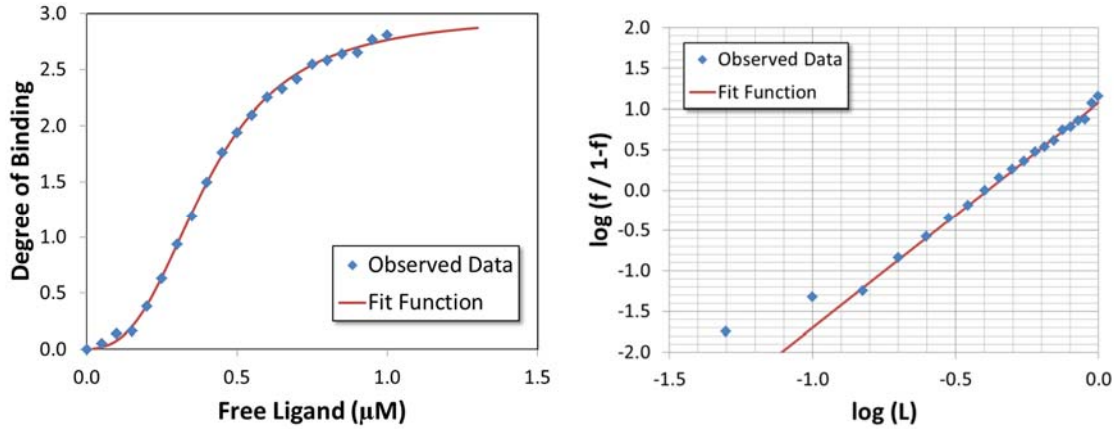 3.0
2.5
2.0
1.5
1.0
0.5
0.0
Degree of Binding
Observed Data
Fit Function
0.0 0.5 1.0 1.5
Free Ligand (μM)
2.0
1.5
1.0
0.5
0.0
-0.5
-1.0
-1.5
-2.0
log (f / 1-f)
Observed Data
Fit Function
-1.5 -1.0 -0.5 0.0
log (L)